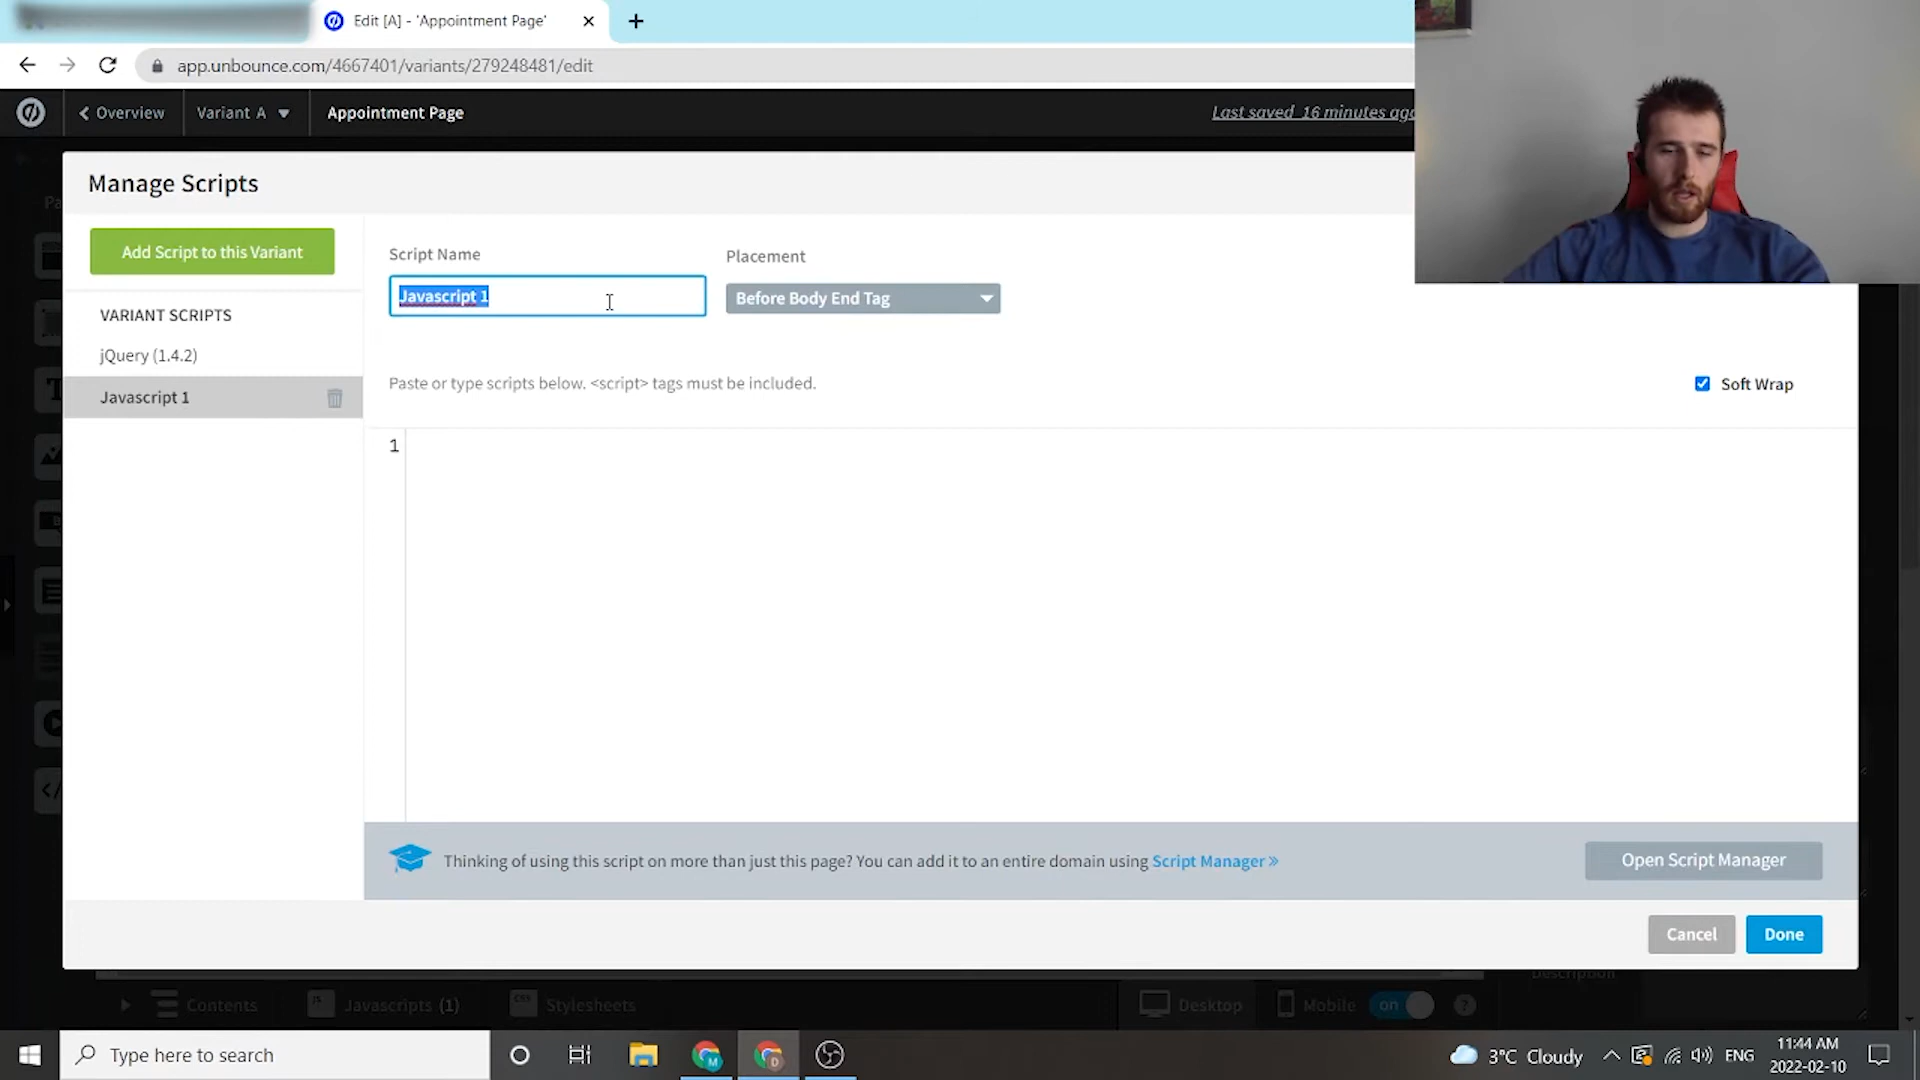 Edit [A] - 'Appointment Page'
app.unbounce.com/4667401/variants/279248481/edit
Overview
Variant A
Appointment Page
Last saved 16 minutes ago
Manage Scripts
Add Script to this Variant
VARIANT SCRIPTS
jQuery (1.4.2)
Javascript 1
Script Name
Placement
Javascript 1
Before Body End Tag
Paste or type scripts below. <script> tags must be included.
Soft Wrap
1
Thinking of using this script on more than just this page? You can add it to an entire domain using Script Manager »
Open Script Manager
Cancel
Done
Description
Contents
JS
Javascripts (1)
CSS
Stylesheets
Desktop
Mobile
on
?
Type here to search
M
D
3°C Cloudy
ENG
11:44 AM
2022-02-10